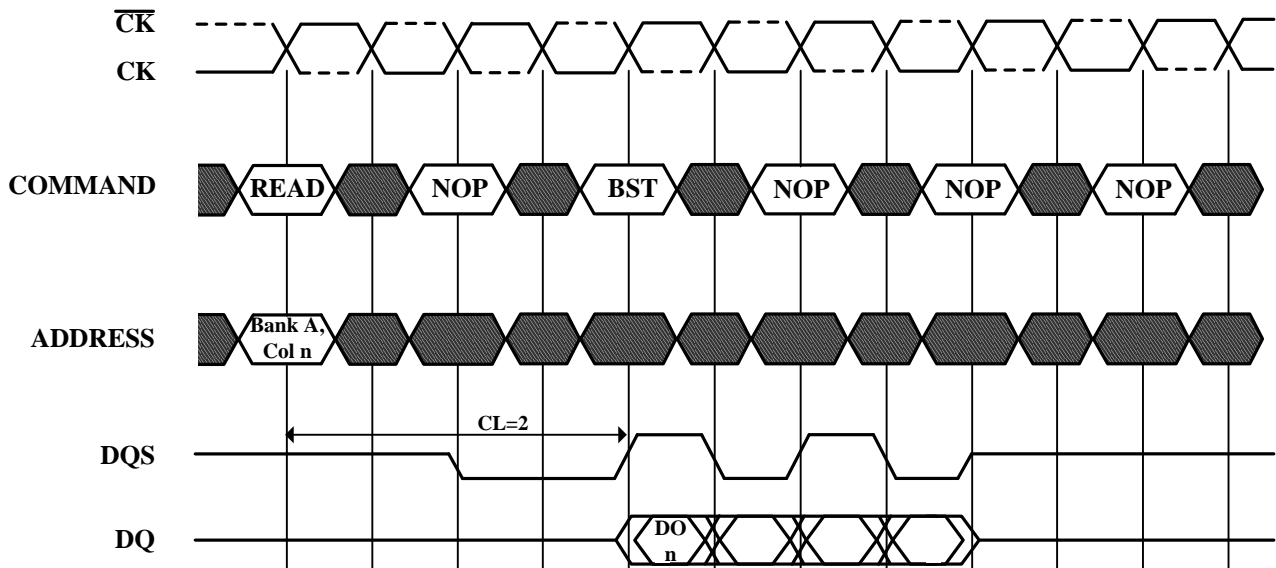 CK
CK
COMMAND
READ
NOP
BST
NOP
NOP
NOP
ADDRESS
Bank A,
Col n
CL=2
DQS
DQ
DO
n